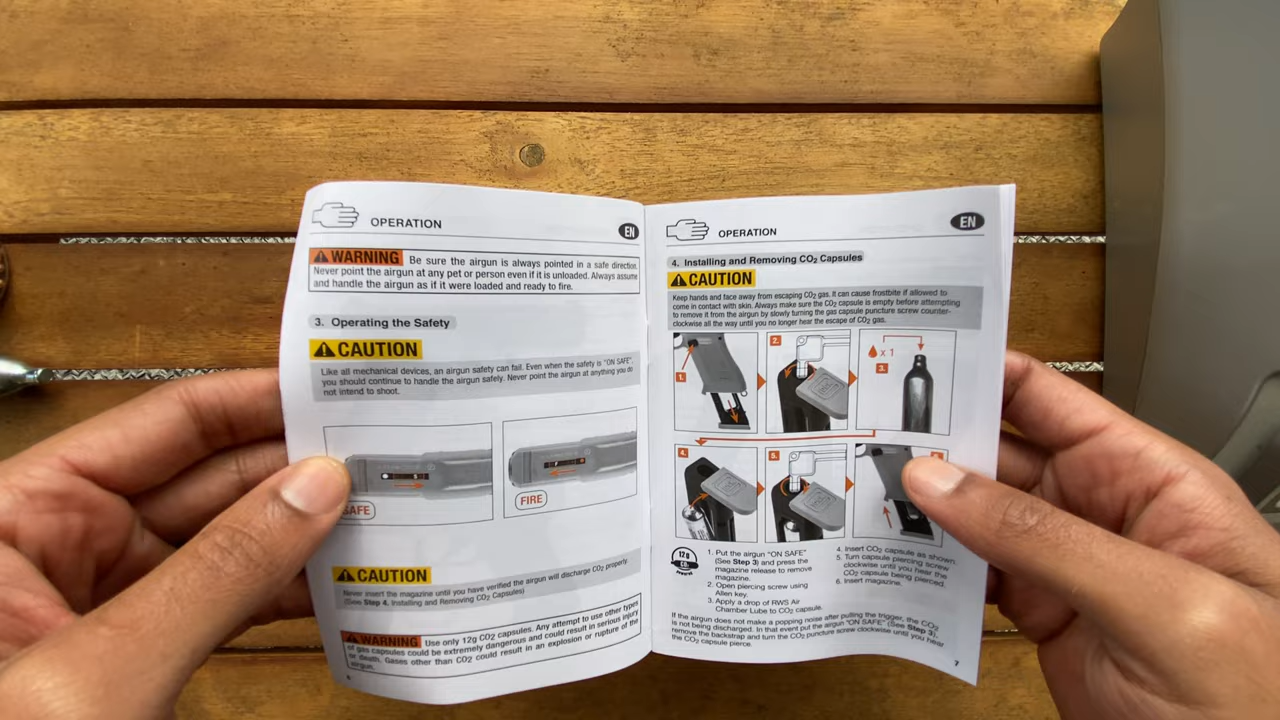 OPERATION
EN
WARNING Be sure the airgun is always pointed in a safe direction.
Never point the airgun at any pet or person even if it is unloaded. Always assume
and handle the airgun as if it were loaded and ready to fire.
3. Operating the Safety
CAUTION
Like all mechanical devices, an airgun safety can fail. Even when the safety is "ON SAFE",
you should continue to handle the airgun safely. Never point the airgun at anything you do
not intend to shoot.
SAFE
FIRE
CAUTION
Never insert the magazine until you have verified the airgun will discharge CO2 properly.
(See Step 4. Installing and Removing CO2 Capsules)
WARNING Use only 12g CO2 capsules. Any attempt to use other types
of gas capsules could be extremely dangerous and could result in serious injury
or death. Gases other than CO2 could result in an explosion or rupture of the
airgun.
6
OPERATION
EN
4. Installing and Removing CO2 Capsules
CAUTION
Keep hands and face away from escaping CO2 gas. It can cause frostbite if allowed to
come in contact with skin. Always make sure the CO2 capsule is empty before attempting
to remove it from the airgun by slowly turning the gas capsule puncture screw counter-
clockwise all the way until you no longer hear the escape of CO2 gas.
1.
2.
x 1
3.
4.
5.
12g
CO2
1. Put the airgun "ON SAFE"
(See Step 3) and press the
magazine release to remove
magazine.
2. Open piercing screw using
Allen key.
3. Apply a drop of RWS Air
Chamber Lube to CO2 capsule.
4. Insert CO2 capsule as shown.
5. Turn capsule piercing screw
clockwise until you hear the
CO2 capsule being pierced.
6. Insert magazine.
If the airgun does not make a popping noise after pulling the trigger, the CO2
is not being discharged. In that event put the airgun "ON SAFE" (See Step 3),
remove the backstrap and turn the CO2 puncture screw clockwise until you hear
the CO2 capsule pierce.
7